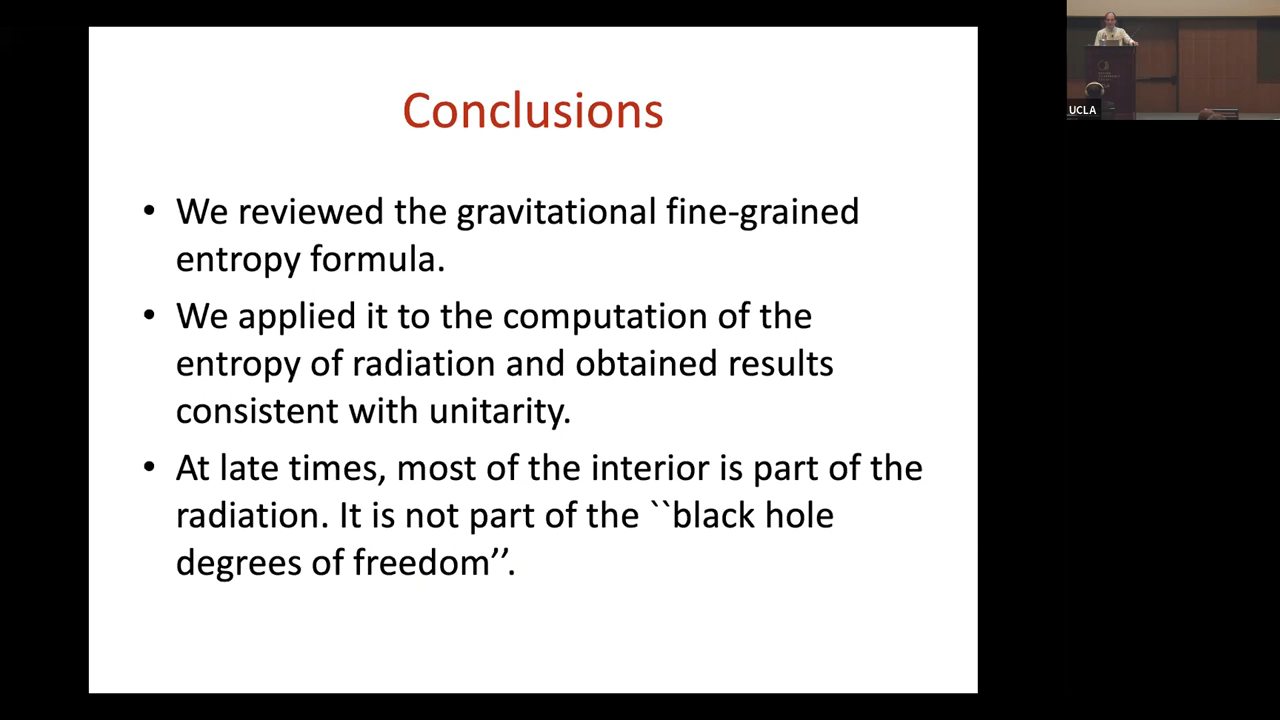 Conclusions
• We reviewed the gravitational fine-grained
entropy formula.
• We applied it to the computation of the
entropy of radiation and obtained results
consistent with unitarity.
• At late times, most of the interior is part of the
radiation. It is not part of the ``black hole
degrees of freedom’’.
UCLA